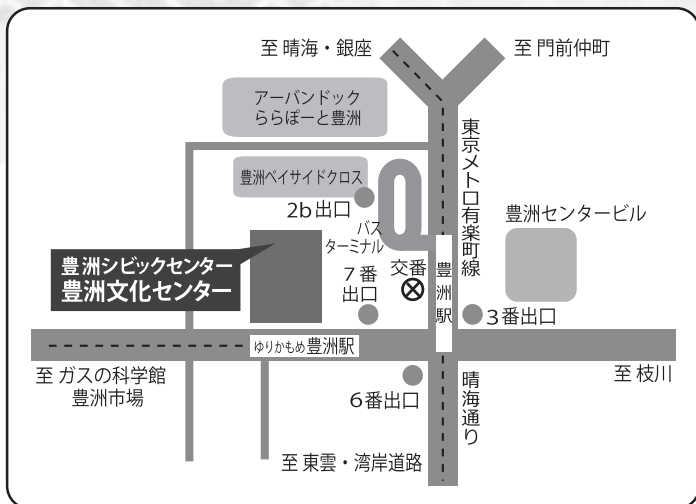 至 晴海・銀座
至 門前仲町
アーバンドック
ららぽーと豊洲
東京メトロ有楽町線
豊洲ベイサイドクロス
2b出口
豊洲センタービル
バス
ターミナル
豊洲シビックセンター
豊洲文化センター
7番
出口
交番
豊洲駅
3番出口
ゆりかもめ豊洲駅
至 ガスの科学館
豊洲市場
至 枝川
6番出口
晴海通り
至 東雲・湾岸道路